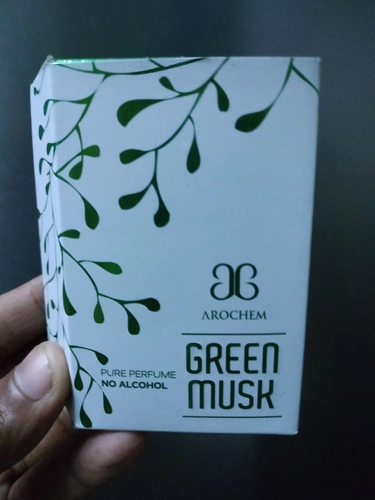 AROCHEM
PURE PERFUME
NO ALCOHOL
GREEN
MUSK